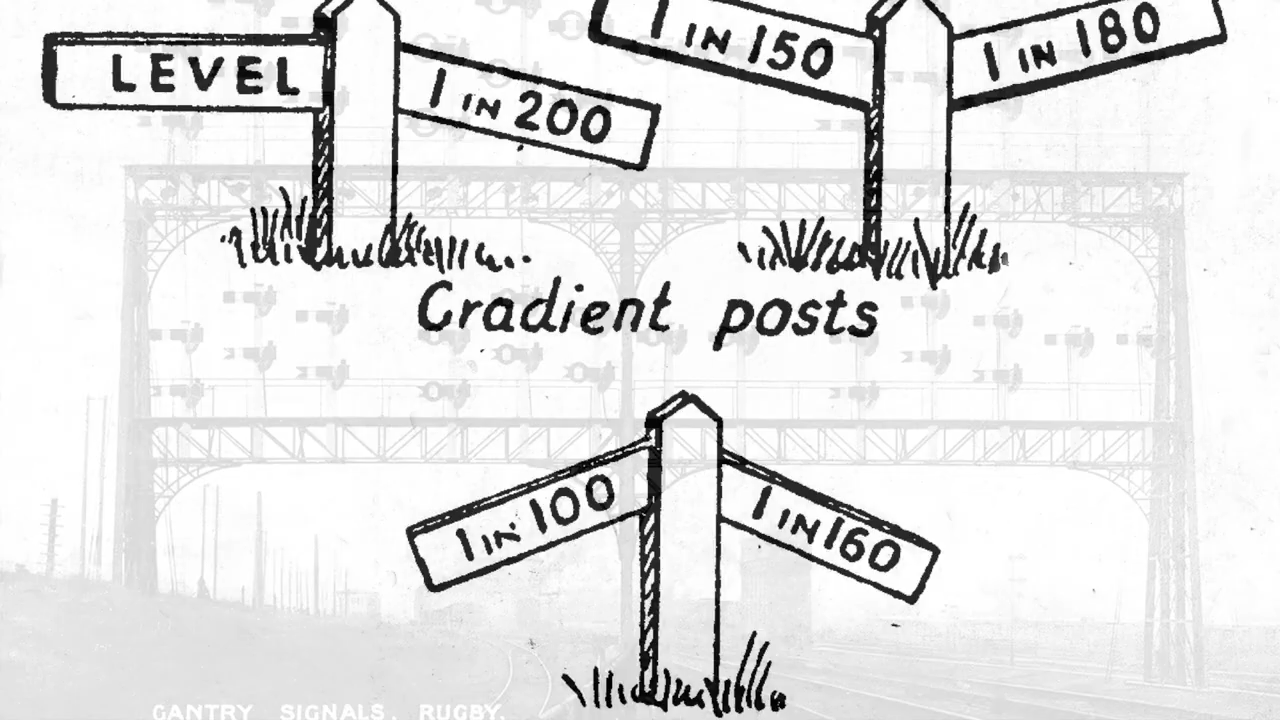 LEVEL
1 IN 200
1 IN 150
1 IN 180
Gradient posts
1 IN 100
1 IN 160
GANTRY SIGNALS, RUGBY.